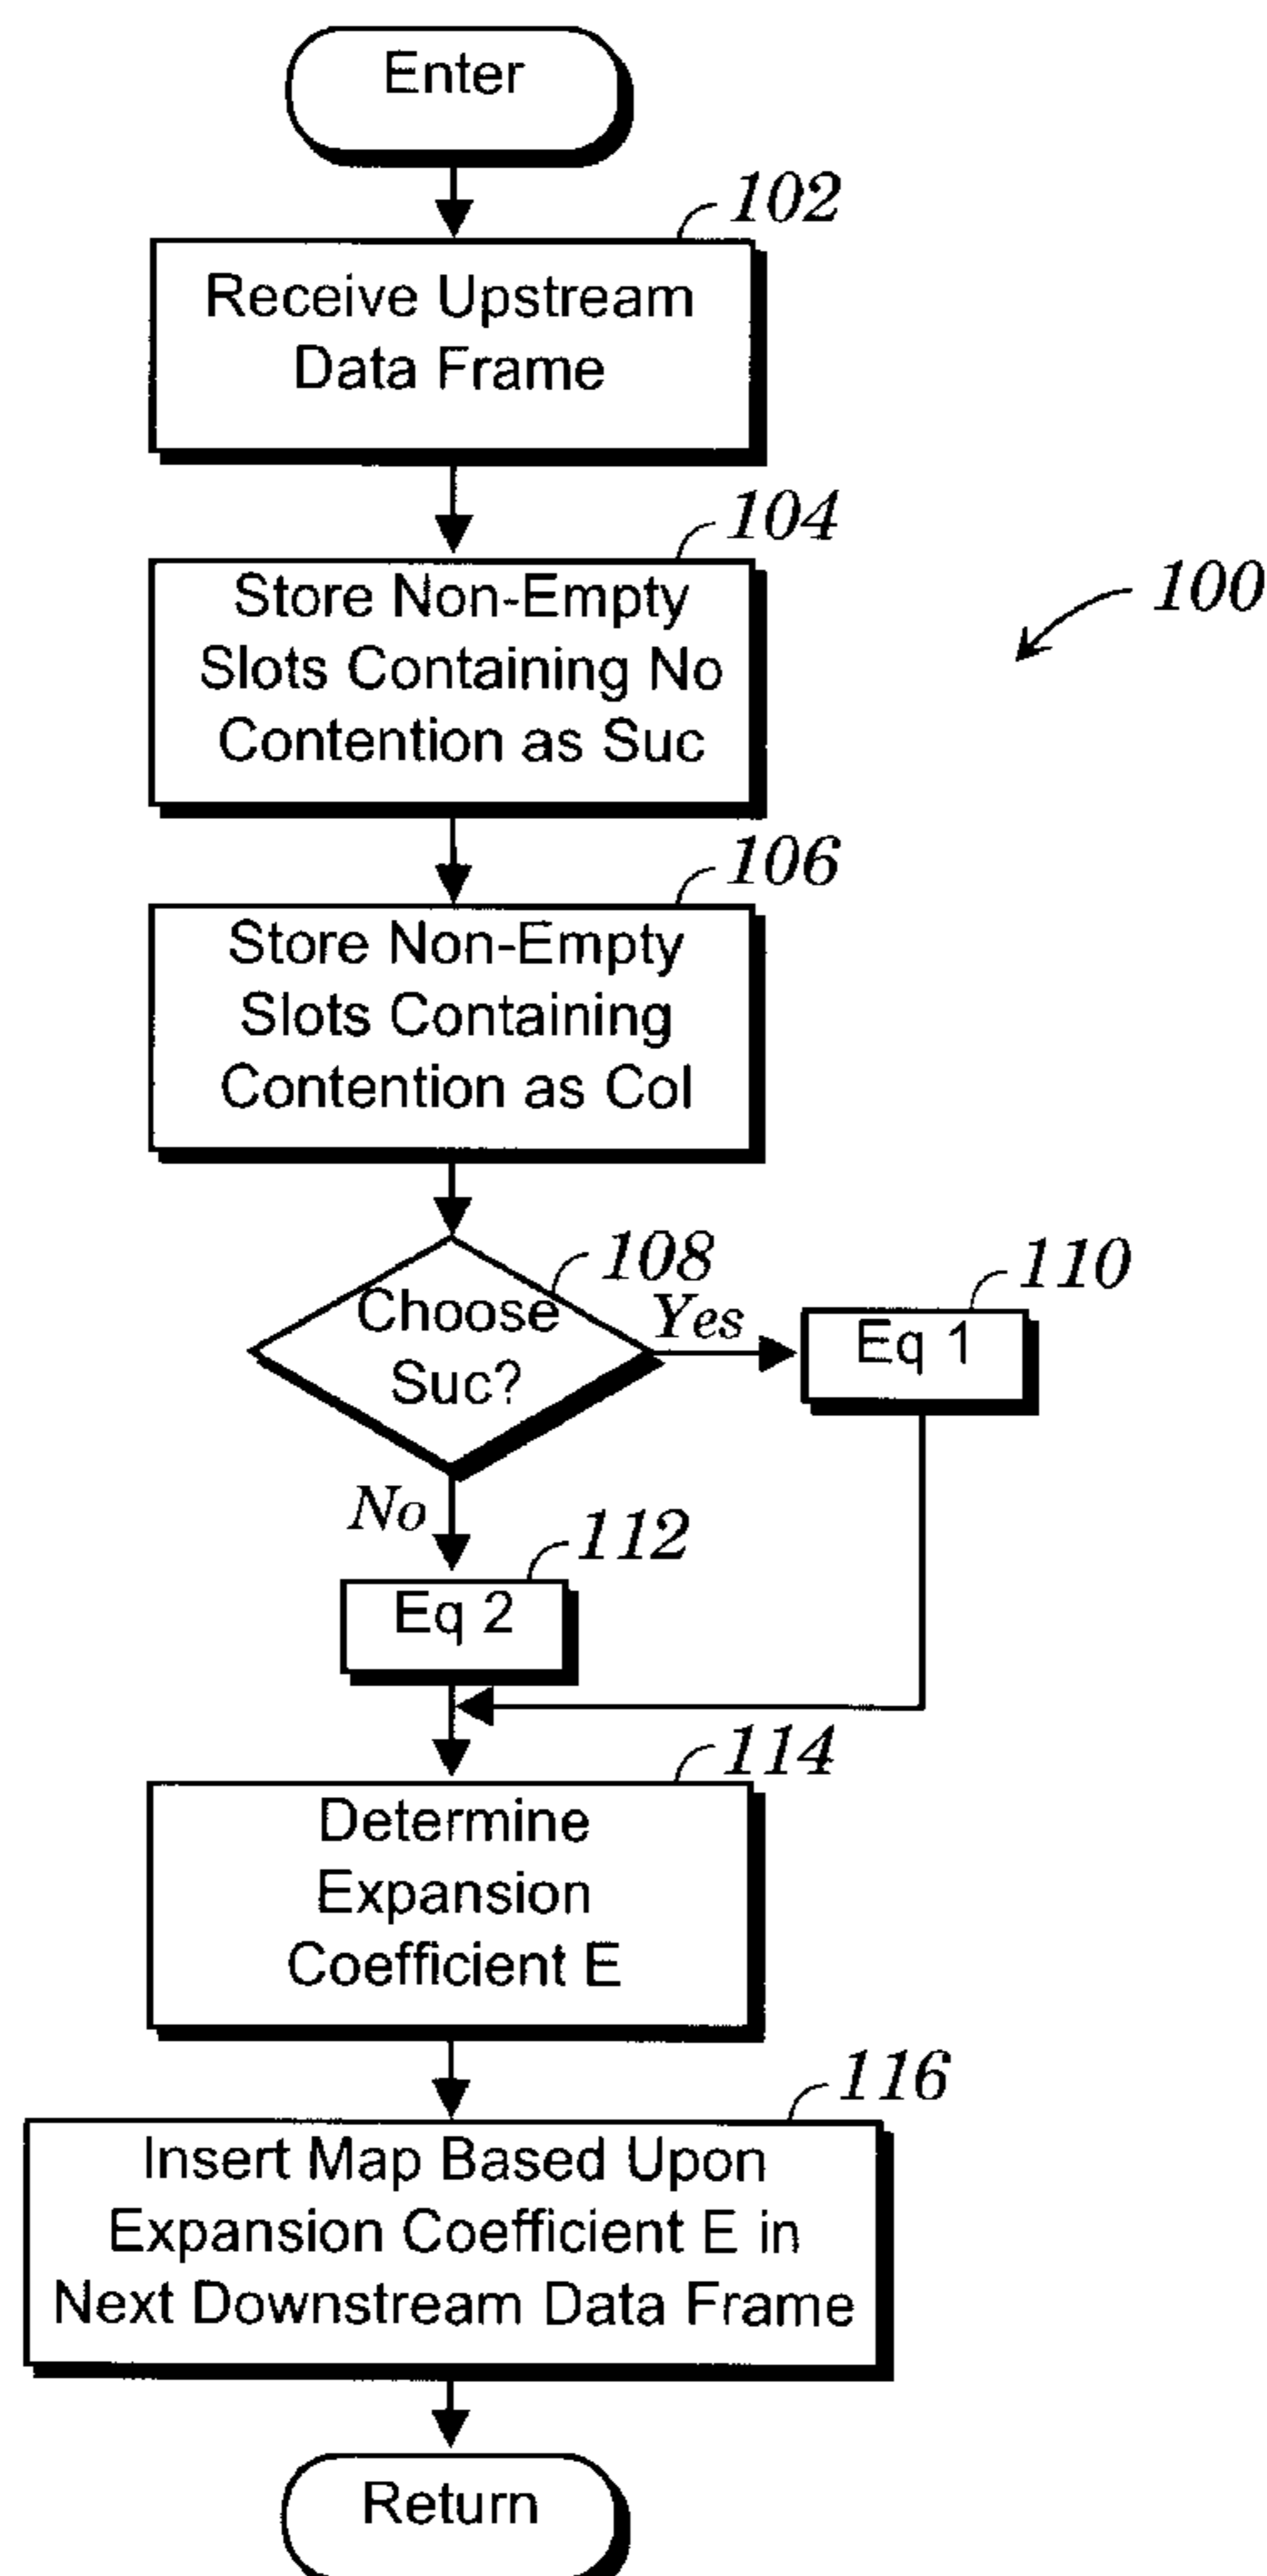 Enter
102
Receive Upstream
Data Frame
104
Store Non-Empty
Slots Containing No
Contention as Suc
100
106
Store Non-Empty
Slots Containing
Contention as Col
108
Choose
Suc?
Yes
110
Eq 1
No
112
Eq 2
114
Determine
Expansion
Coefficient E
116
Insert Map Based Upon
Expansion Coefficient E in
Next Downstream Data Frame
Return